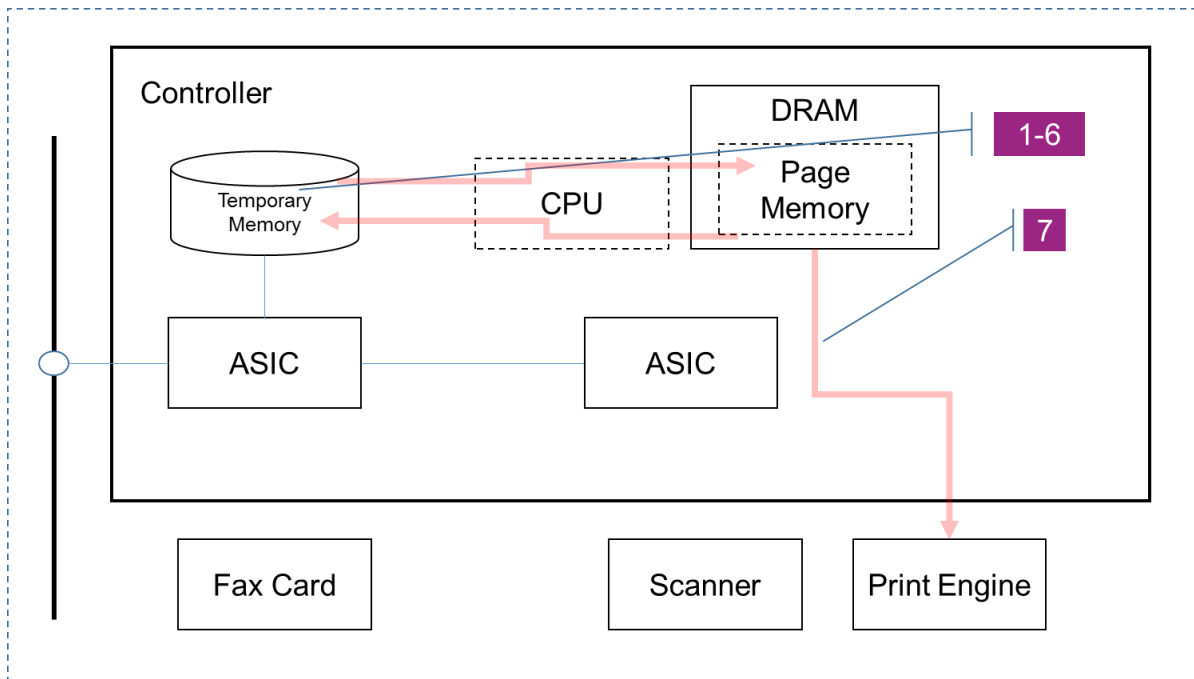 Controller
DRAM
1-6
Temporary
Memory
CPU
Page
Memory
7
ASIC
ASIC
Fax Card
Scanner
Print Engine